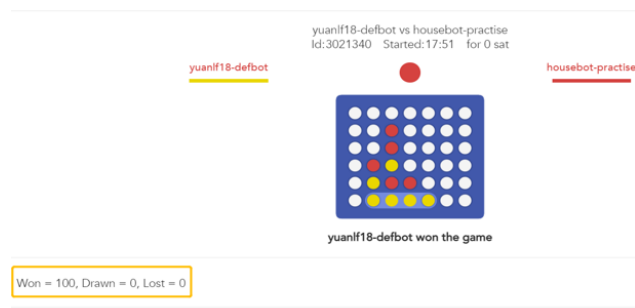 yuanlf18-defbot vs housebot-practise
Id:3021340 Started:17:51 for 0 sat
yuanlf18-defbot
housebot-practise
yuanlf18-defbot won the game
Won = 100, Drawn = 0, Lost = 0